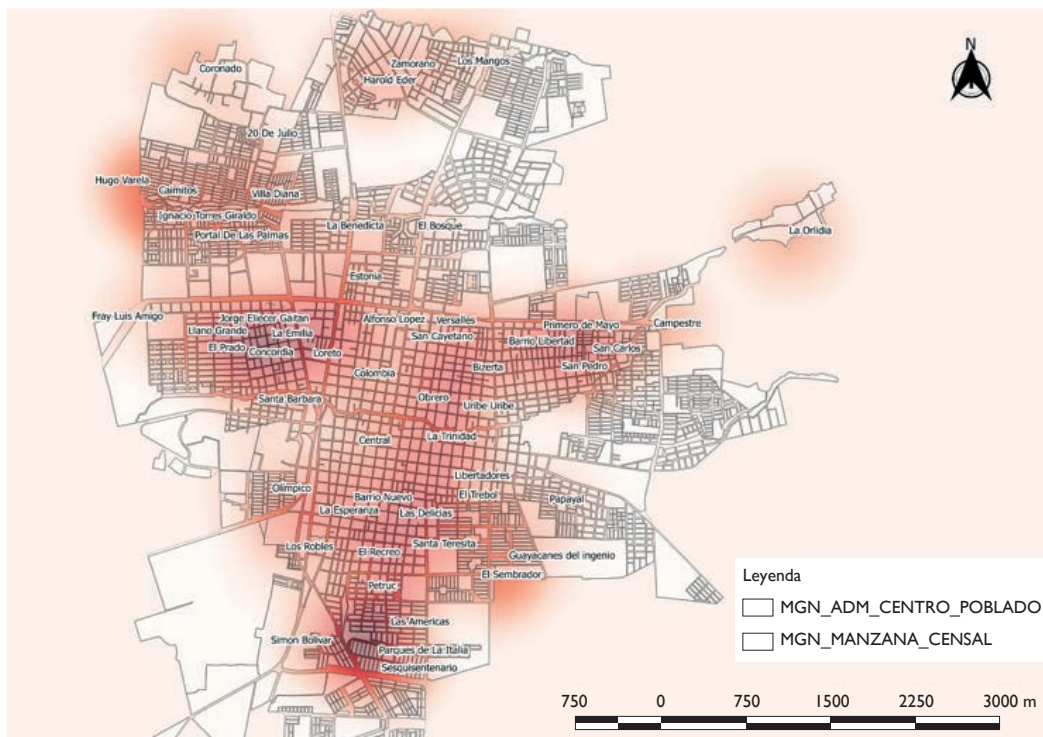 N
Coronado
Zamorano
Los Mangos
Harold Eder
20 De Julio
Hugo Varela
Caimitos
Villa Diana
Ignacio Torres Giraldo
Portal De Las Palmas
La Benedicta
El Bosque
La Orlidia
Estonia
Fray Luis Amigo
Jorge Eliecer Gaitan
Alfonso Lopez
Versalles
Primero de Mayo
Campestre
Llano Grande
La Emilia
San Cayetano
Barrio Libertad
El Prado
Concordia
Loreto
San Carlos
Colombia
Bizerta
San Pedro
Santa Barbara
Obrero
Uribe Uribe
Central
La Trinidad
Libertadores
Olimpico
Barrio Nuevo
El Trebol
Papayal
La Esperanza
Las Delicias
Los Robles
El Recreo
Santa Teresita
Guayacanes del ingenio
Petruc
El Sembrador
Las Americas
Simon Bolivar
Parques de La Italia
Sesquisentenario
Leyenda
MGN_ADM_CENTRO_POBLADO
MGN_MANZANA_CENSAL
750 0 750 1500 2250 3000 m